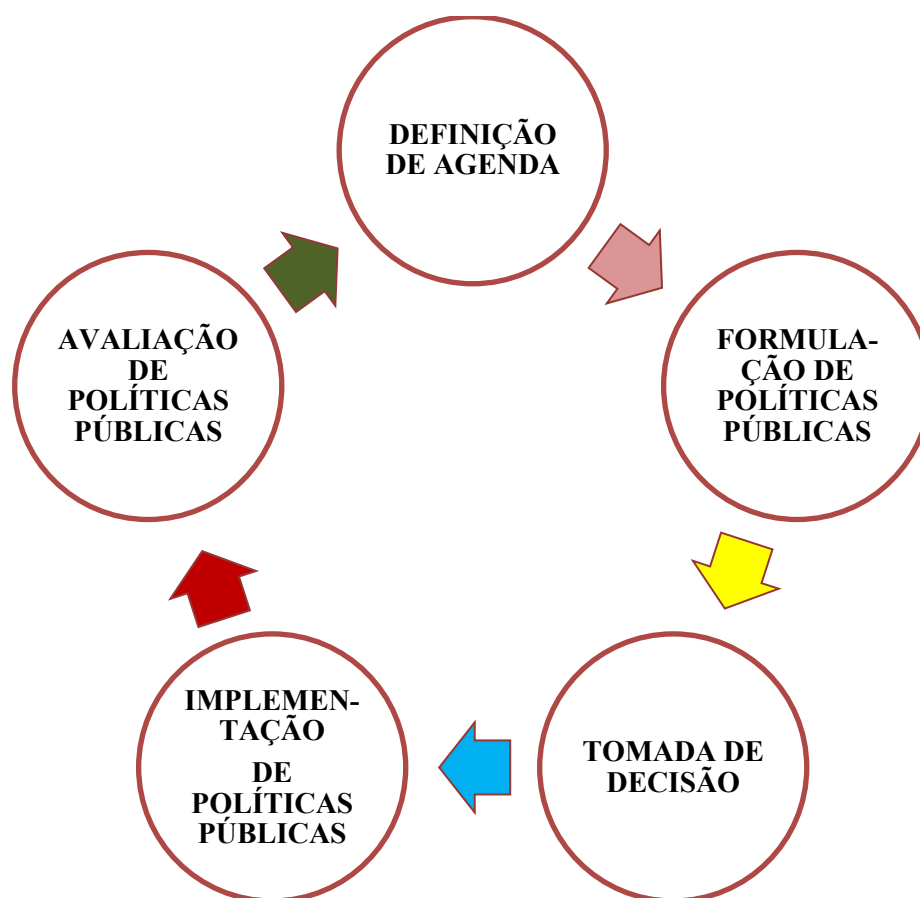 DEFINIÇÃO
DE AGENDA
FORMULA-
ÇÃO DE
POLÍTICAS
PÚBLICAS
TOMADA DE
DECISÃO
IMPLEMEN-
TAÇÃO
DE
POLÍTICAS
PÚBLICAS
AVALIAÇÃO
DE
POLÍTICAS
PÚBLICAS